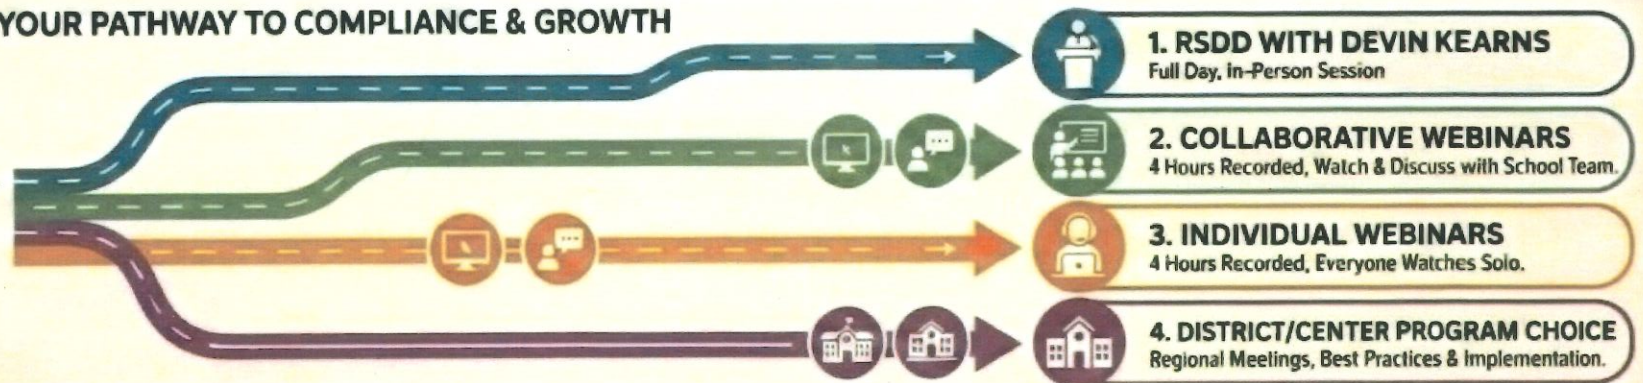 YOUR PATHWAY TO COMPLIANCE & GROWTH
1. RSDD WITH DEVIN KEARNS
Full Day, In-Person Session
2. COLLABORATIVE WEBINARS
4 Hours Recorded, Watch & Discuss with School Team.
3. INDIVIDUAL WEBINARS
4 Hours Recorded, Everyone Watches Solo.
4. DISTRICT/CENTER PROGRAM CHOICE
Regional Meetings, Best Practices & Implementation.